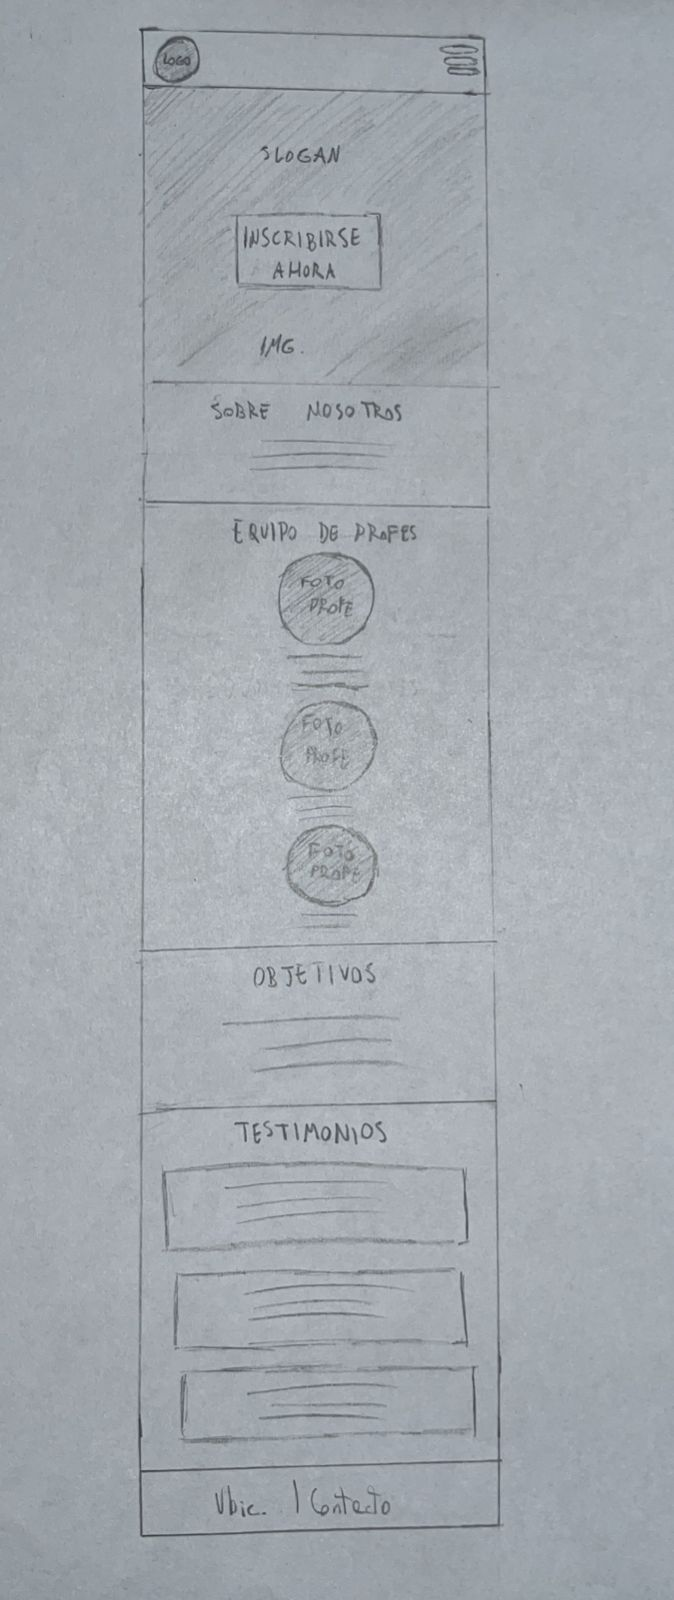 LOGO
SLOGAN
INSCRIBIRSE
AHORA
IMG.
SOBRE NOSOTROS
EQUIPO DE PROFES
FOTO
PROFE
FOTO
PROFE
FOTO
PROFE
OBJETIVOS
TESTIMONIOS
Ubic. | Contacto